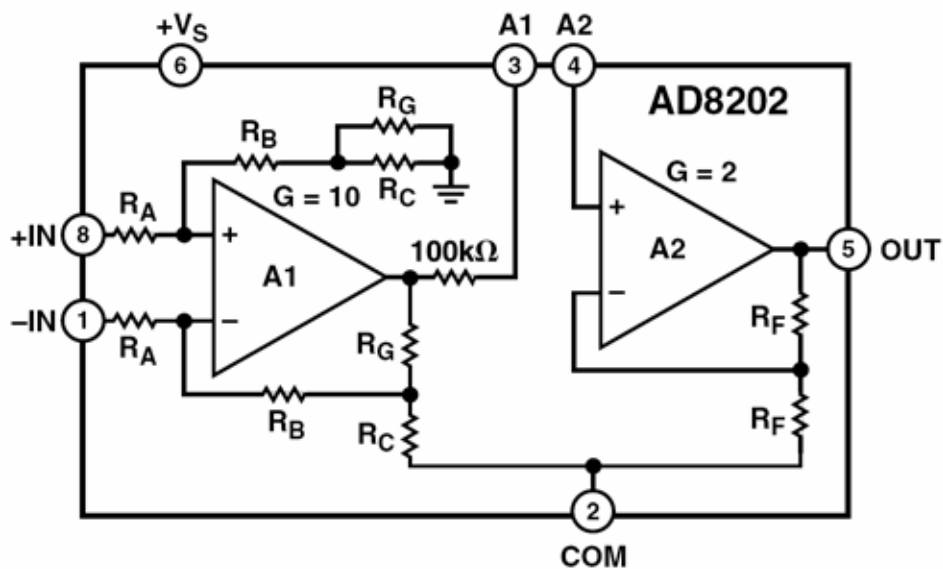 +VS
A1 A2
6
3
4
AD8202
RG
RB
RC
G = 10
G = 2
RA
+IN 8
+
A1
100kΩ
+
A2
5 OUT
−IN 1
−
−
RA
RG
RF
RB
RC
RF
2
COM